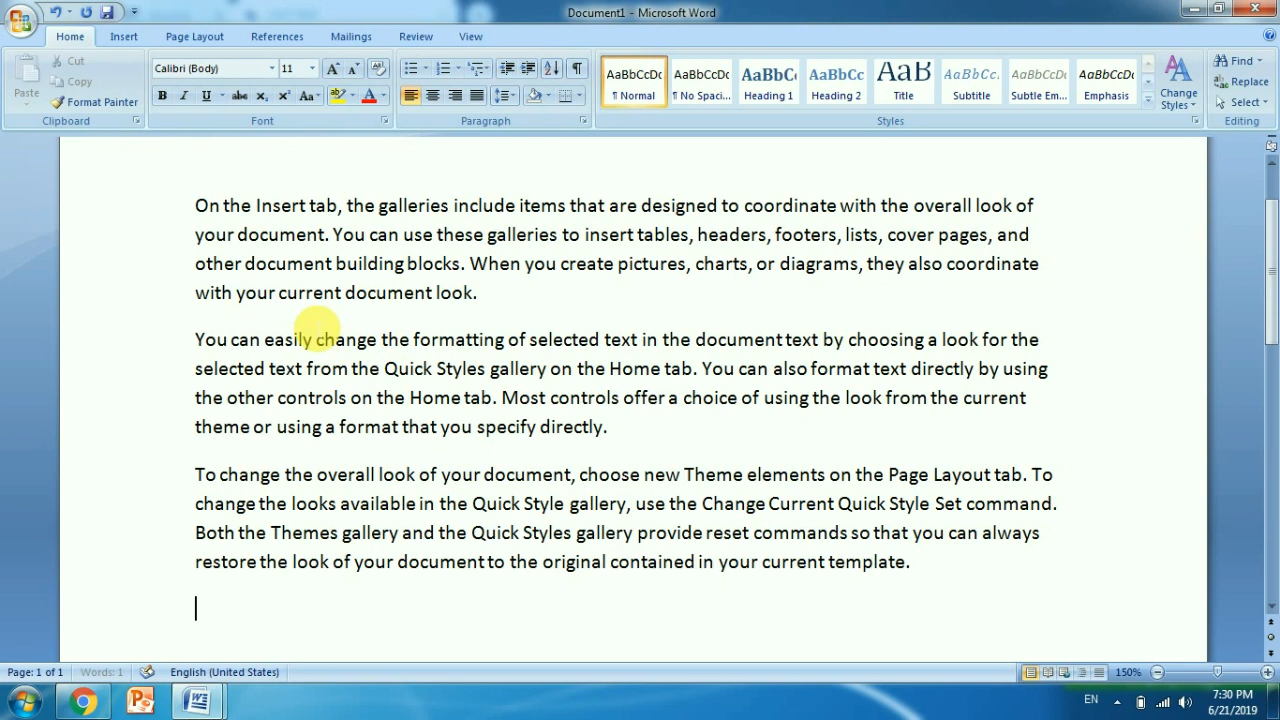 Document1 - Microsoft Word
Home Insert Page Layout References Mailings Review View
Paste
Cut
Copy
Format Painter
Clipboard
Calibri (Body) 11
Font
Paragraph
AaBbCcDc AaBbCcDc AaBbC AaBbCc AaB AaBbCc. AaBbCcDc AaBbCcDc
¶ Normal ¶ No Spaci... Heading 1 Heading 2 Title Subtitle Subtle Em... Emphasis
Change Styles
Styles
Find
Replace
Select
Editing
On the Insert tab, the galleries include items that are designed to coordinate with the overall look of
your document. You can use these galleries to insert tables, headers, footers, lists, cover pages, and
other document building blocks. When you create pictures, charts, or diagrams, they also coordinate
with your current document look.
You can easily change the formatting of selected text in the document text by choosing a look for the
selected text from the Quick Styles gallery on the Home tab. You can also format text directly by using
the other controls on the Home tab. Most controls offer a choice of using the look from the current
theme or using a format that you specify directly.
To change the overall look of your document, choose new Theme elements on the Page Layout tab. To
change the looks available in the Quick Style gallery, use the Change Current Quick Style Set command.
Both the Themes gallery and the Quick Styles gallery provide reset commands so that you can always
restore the look of your document to the original contained in your current template.
Page: 1 of 1 Words: 1 English (United States) 150%
EN 7:30 PM
6/21/2019